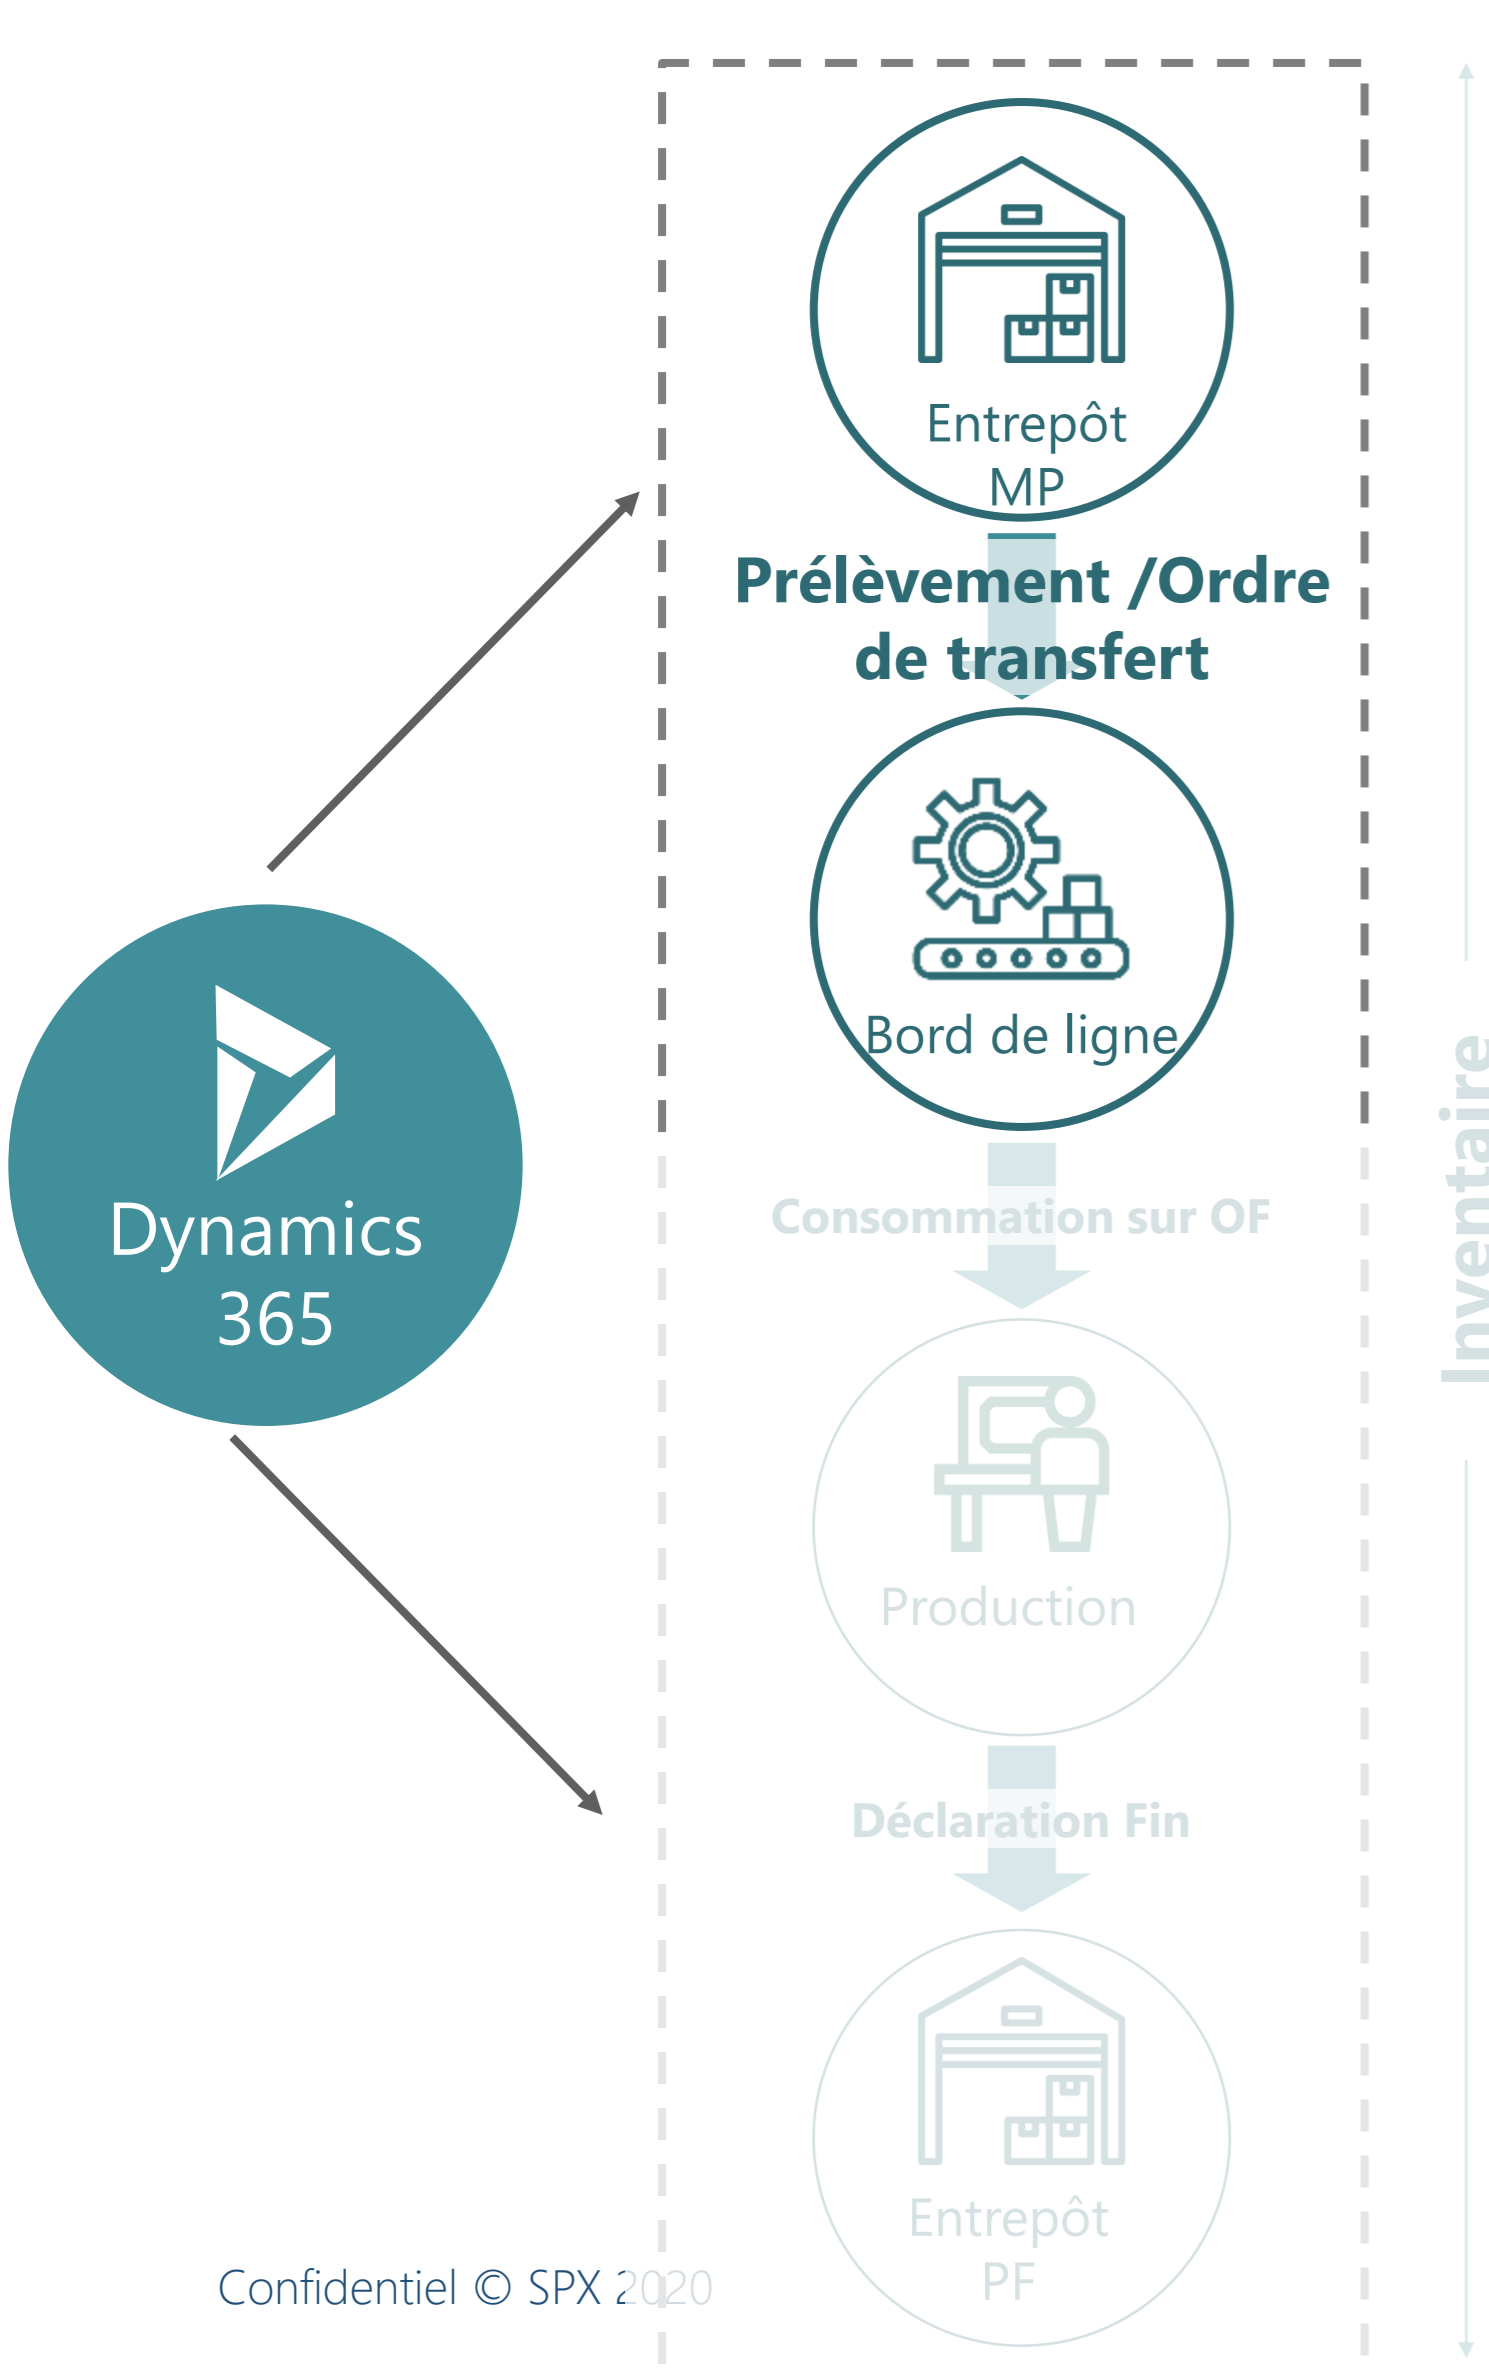 Entrepôt
MP
Prélèvement /Ordre
de transfert
Bord de ligne
Dynamics
365
Consommation sur OF
Inventaire
Production
Déclaration Fin
Entrepôt
PF
Confidentiel © SPX 2020